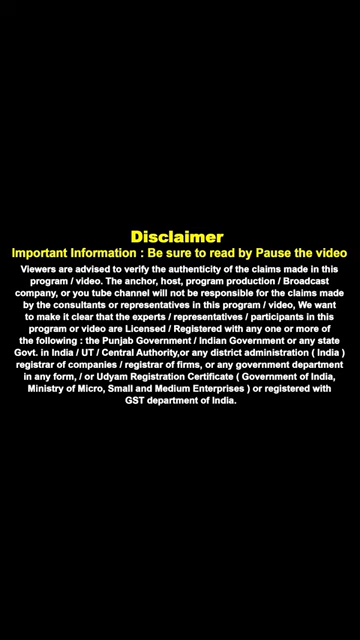 Disclaimer
Important Information : Be sure to read by Pause the video
Viewers are advised to verify the authenticity of the claims made in this
program / video. The anchor, host, program production / Broadcast
company, or you tube channel will not be responsible for the claims made
by the consultants or representatives in this program / video, We want
to make it clear that the experts / representatives / participants in this
program or video are Licensed / Registered with any one or more of
the following : the Punjab Government / Indian Government or any state
Govt. in India / UT / Central Authority,or any district administration ( India )
registrar of companies / registrar of firms, or any government department
in any form, / or Udyam Registration Certificate ( Government of India,
Ministry of Micro, Small and Medium Enterprises ) or registered with
GST department of India.